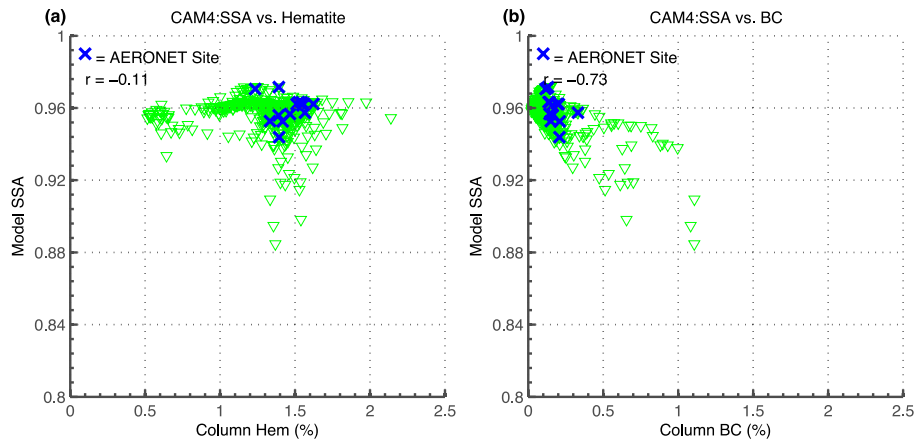 (a) CAM4:SSA vs. Hematite
1
= AERONET Site
r = −0.11
0.96
0.92
0.88
0.84
0.8
Model SSA
0 0.5 1 1.5 2 2.5
Column Hem (%)
(b) CAM4:SSA vs. BC
1
= AERONET Site
r = −0.73
0.96
0.92
0.88
0.84
0.8
Model SSA
0 0.5 1 1.5 2 2.5
Column BC (%)